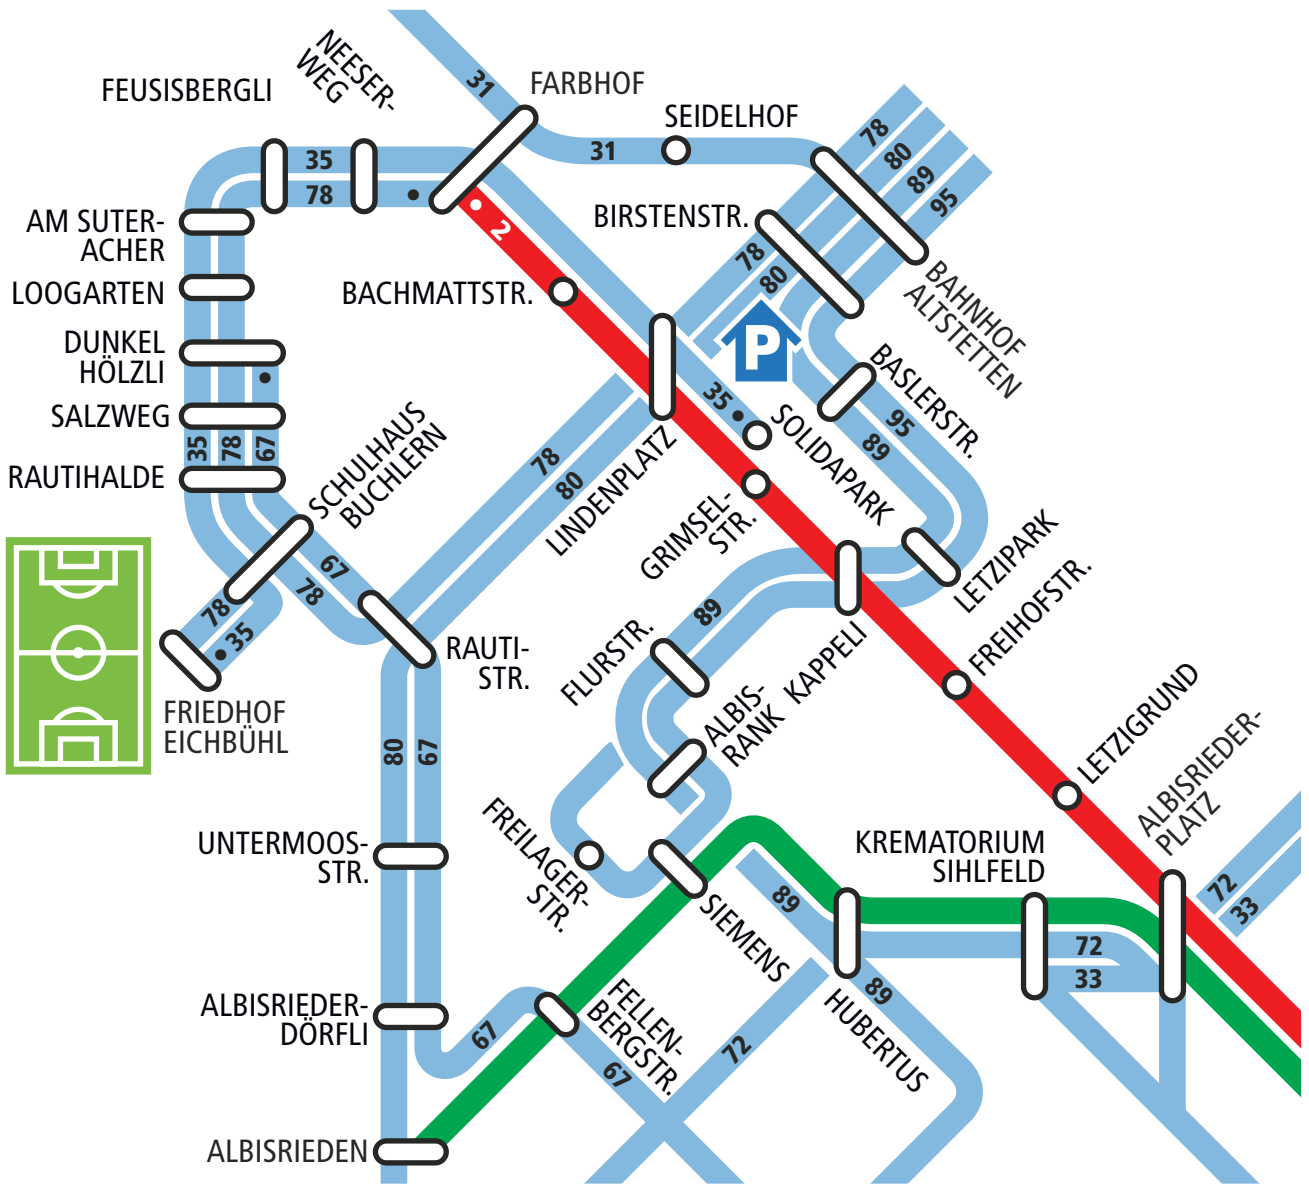 NEESER-
WEG
FEUSISBERGLI
31
FARBHOF
SEIDELHOF
78
80
89
95
35
78
31
2
BIRSTENSTR.
78
80
AM SUTER-
ACHER
LOOGARTEN
BACHMATTSTR.
BAHNHOF
ALTSTETTEN
P
DUNKEL
HÖLZLI
SALZWEG
35
78
67
RAUTIHALDE
SCHULHAUS
BUCHLERN
78
80
LINDENPLATZ
35
SOLIDAPARK
BASLERSTR.
95
89
GRIMSEL-
STR.
LETZIPARK
67
78
78
35
FRIEDHOF
EICHBÜHL
RAUTI-
STR.
89
FLURSTR.
KAPPELI
FREIHOFSTR.
ALBIS-
RANK
LETZIGRUND
ALBISRIEDER-
PLATZ
80
67
UNTERMOOS-
STR.
FREILAGER-
STR.
SIEMENS
KREMATORIUM
SIHLFELD
72
33
89
72
33
HUBERTUS
89
ALBISRIEDER-
DÖRFLI
67
FELLEN-
BERGSTR.
67
72
ALBISRIEDEN